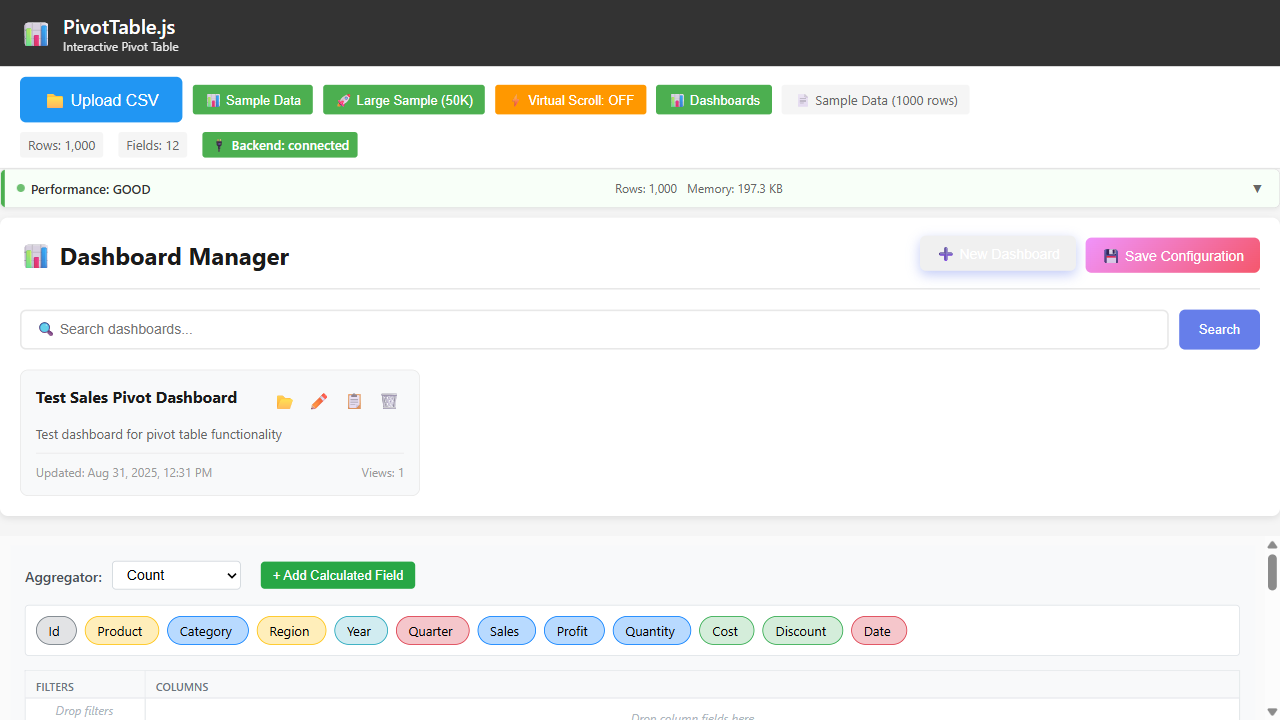 PivotTable.js
Interactive Pivot Table
Upload CSV
Sample Data
Large Sample (50K)
Virtual Scroll: OFF
Dashboards
Sample Data (1000 rows)
Rows: 1,000
Fields: 12
Backend: connected
Performance: GOOD
Rows: 1,000
Memory: 197.3 KB
Dashboard Manager
New Dashboard
Save Configuration
Search dashboards...
Search
Test Sales Pivot Dashboard
Test dashboard for pivot table functionality
Updated: Aug 31, 2025, 12:31 PM
Views: 1
Aggregator:
Count
+ Add Calculated Field
Id
Product
Category
Region
Year
Quarter
Sales
Profit
Quantity
Cost
Discount
Date
FILTERS
COLUMNS
Drop filters
Drop column fields here